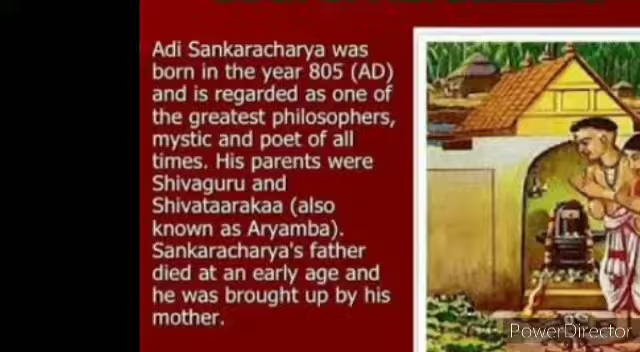 Adi Sankaracharya was
born in the year 805 (AD)
and is regarded as one of
the greatest philosophers,
mystic and poet of all
times. His parents were
Shivaguru and
Shivataarakaa (also
known as Aryamba).
Sankaracharya's father
died at an early age and
he was brought up by his
mother.
PowerDirector